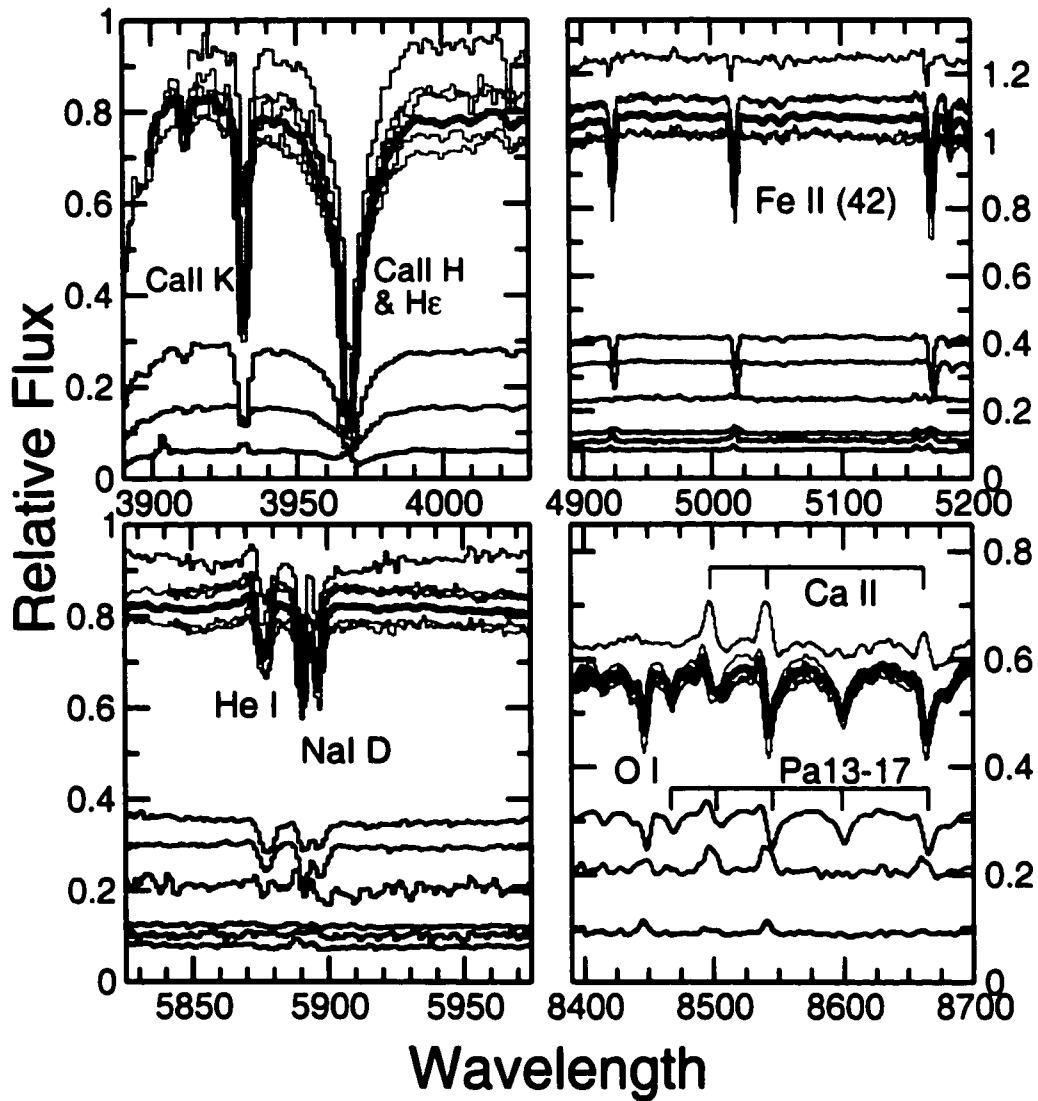 Relative Flux
1
0.8
0.6
0.4
0.2
0
CaII K
CaII H
& Hε
3900 3950 4000
1.2
1
0.8
0.6
0.4
0.2
0
Fe II (42)
4900 5000 5100 5200
1
0.8
0.6
0.4
0.2
0
He I
NaI D
5850 5900 5950
0.8
0.6
0.4
0.2
0
Ca II
O I
Pa13-17
8400 8500 8600 8700
Wavelength